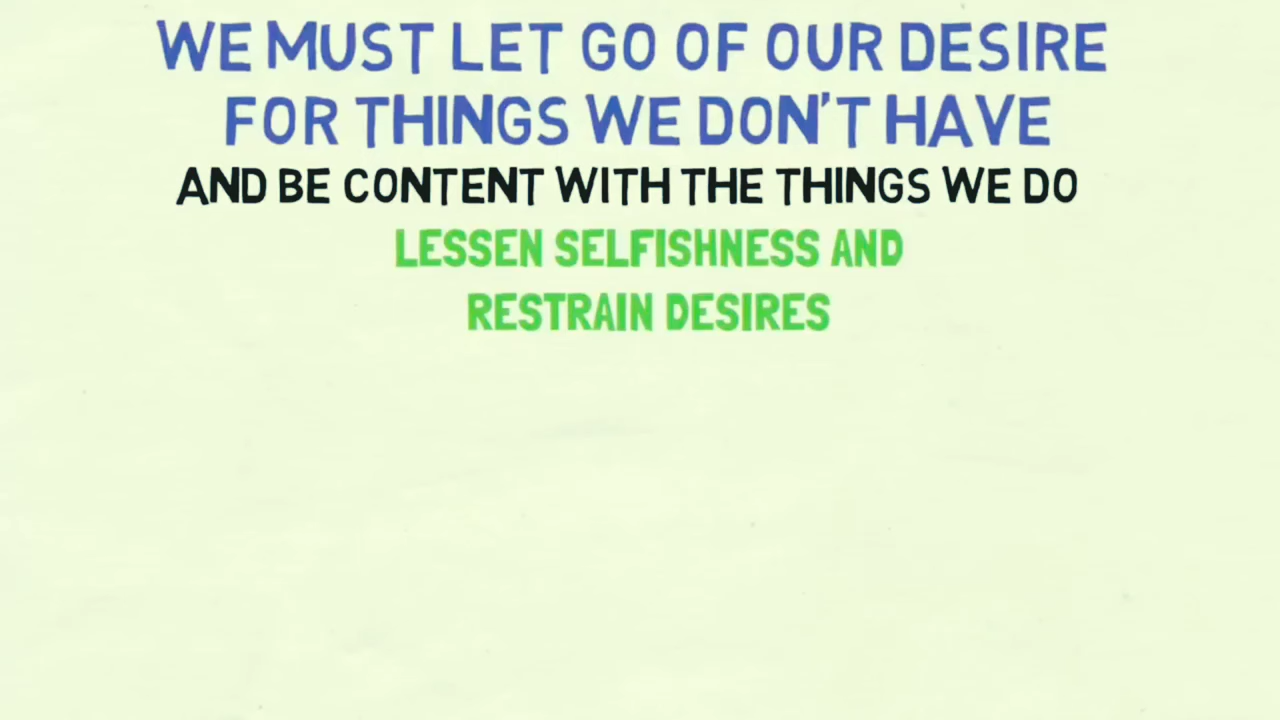 WE MUST LET GO OF OUR DESIRE
FOR THINGS WE DON'T HAVE
AND BE CONTENT WITH THE THINGS WE DO
LESSEN SELFISHNESS AND
RESTRAIN DESIRES